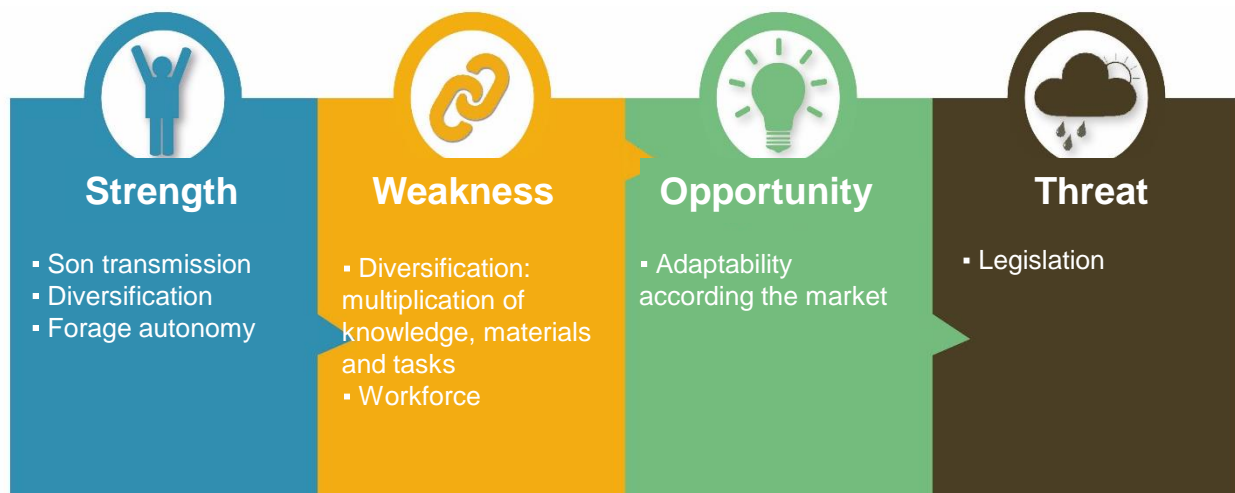 Strength
▪ Son transmission
▪ Diversification
▪ Forage autonomy
Weakness
▪ Diversification:
multiplication of
knowledge, materials
and tasks
▪ Workforce
Opportunity
▪ Adaptability
according the market
Threat
▪ Legislation